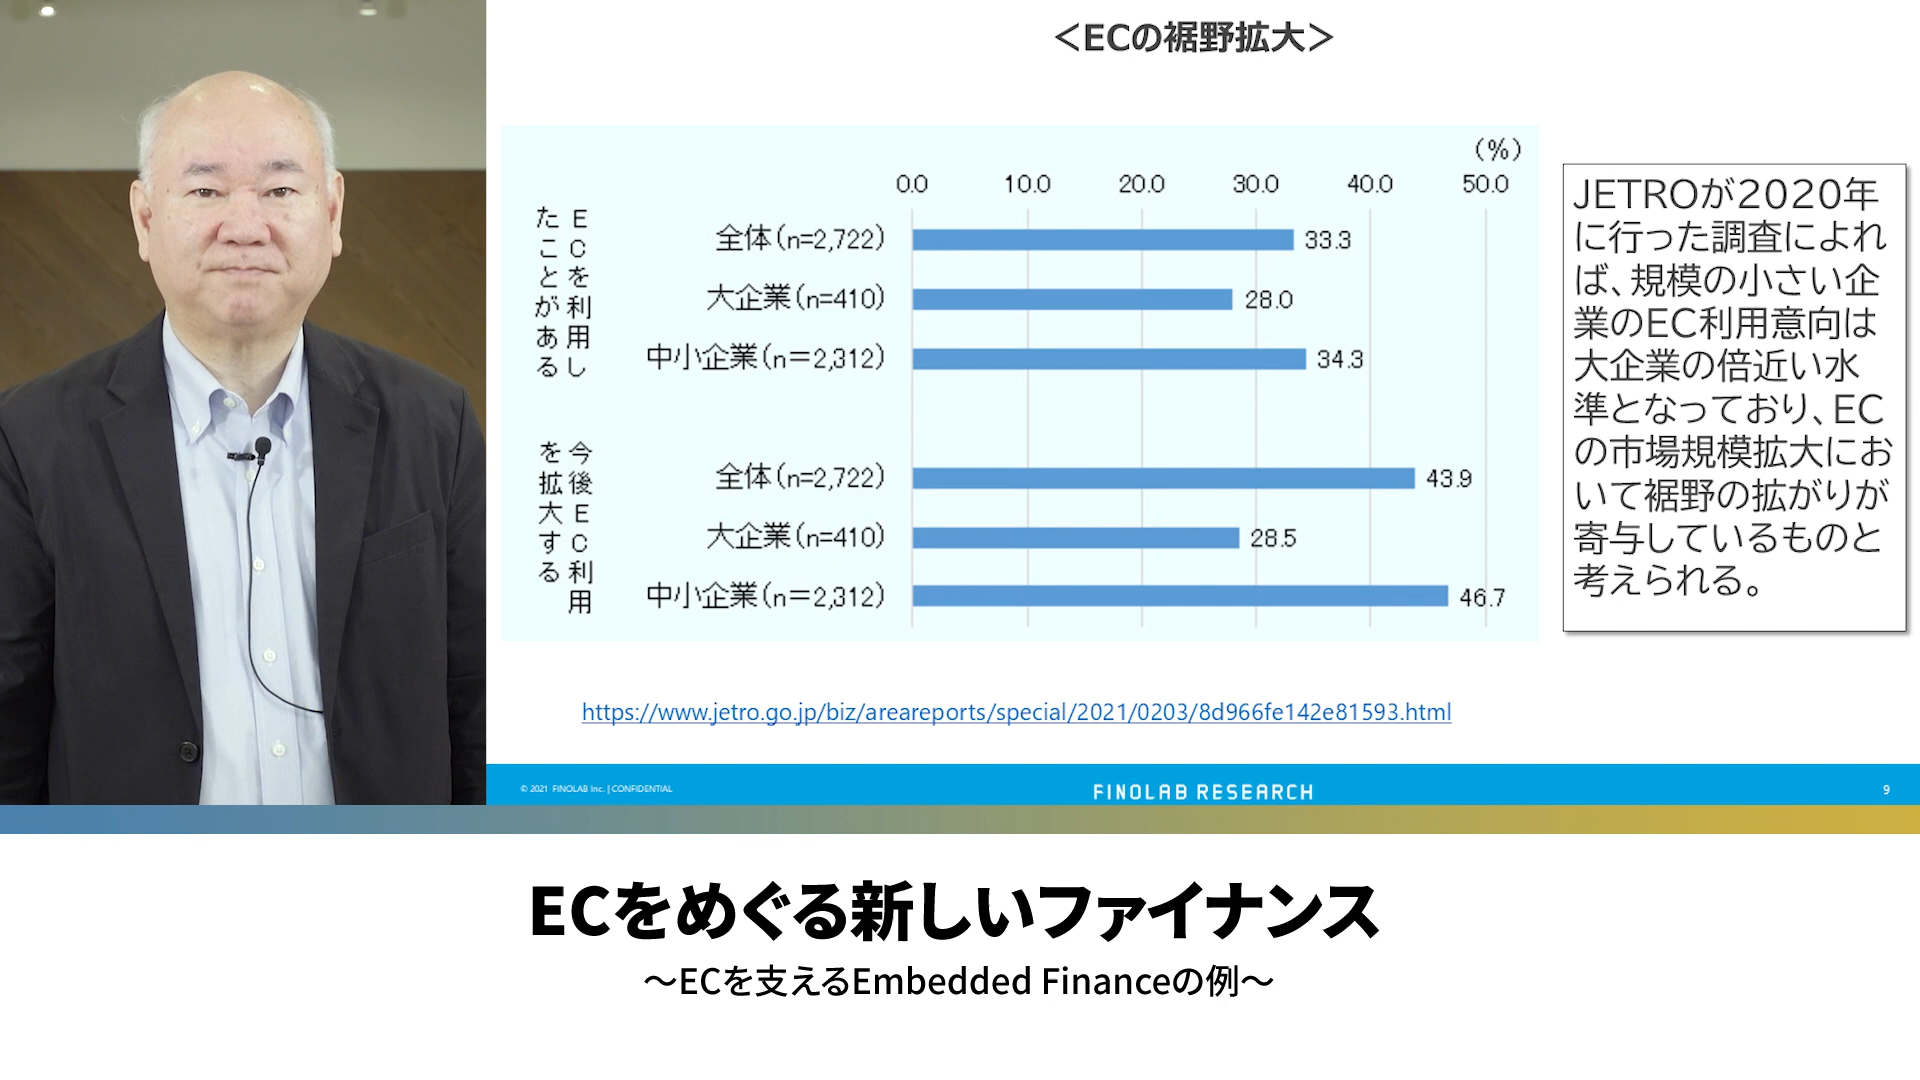 ＜ECの裾野拡大＞
(%)
0.0 10.0 20.0 30.0 40.0 50.0
ECを利用し
たことがある
全体(n=2,722) 33.3
大企業(n=410) 28.0
中小企業(n＝2,312) 34.3
今後EC利用
を拡大する
全体(n=2,722) 43.9
大企業(n=410) 28.5
中小企業(n＝2,312) 46.7
JETROが2020年
に行った調査によれ
ば、規模の小さい企
業のEC利用意向は
大企業の倍近い水
準となっており、EC
の市場規模拡大にお
いて裾野の拡がりが
寄与しているものと
考えられる。
https://www.jetro.go.jp/biz/areareports/special/2021/0203/8d966fe142e81593.html
© 2021 FINOLAB Inc. | CONFIDENTIAL
FINOLAB RESEARCH
9
ECをめぐる新しいファイナンス
～ECを支えるEmbedded Financeの例～